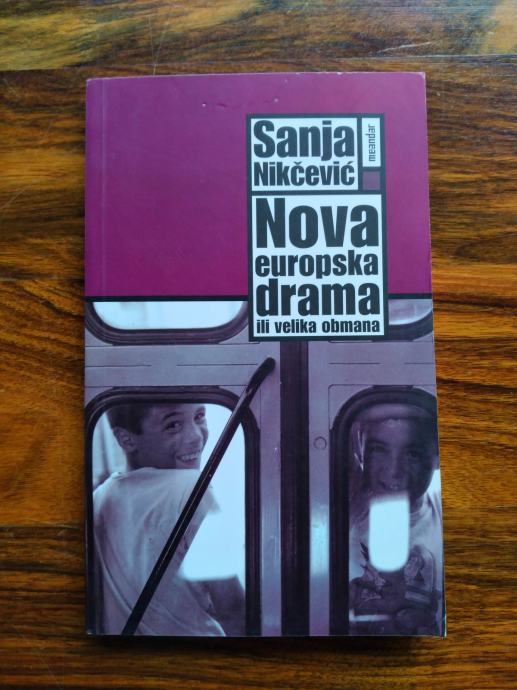 Sanja
Nikčević
meandar
Nova
europska
drama
ili velika obmana